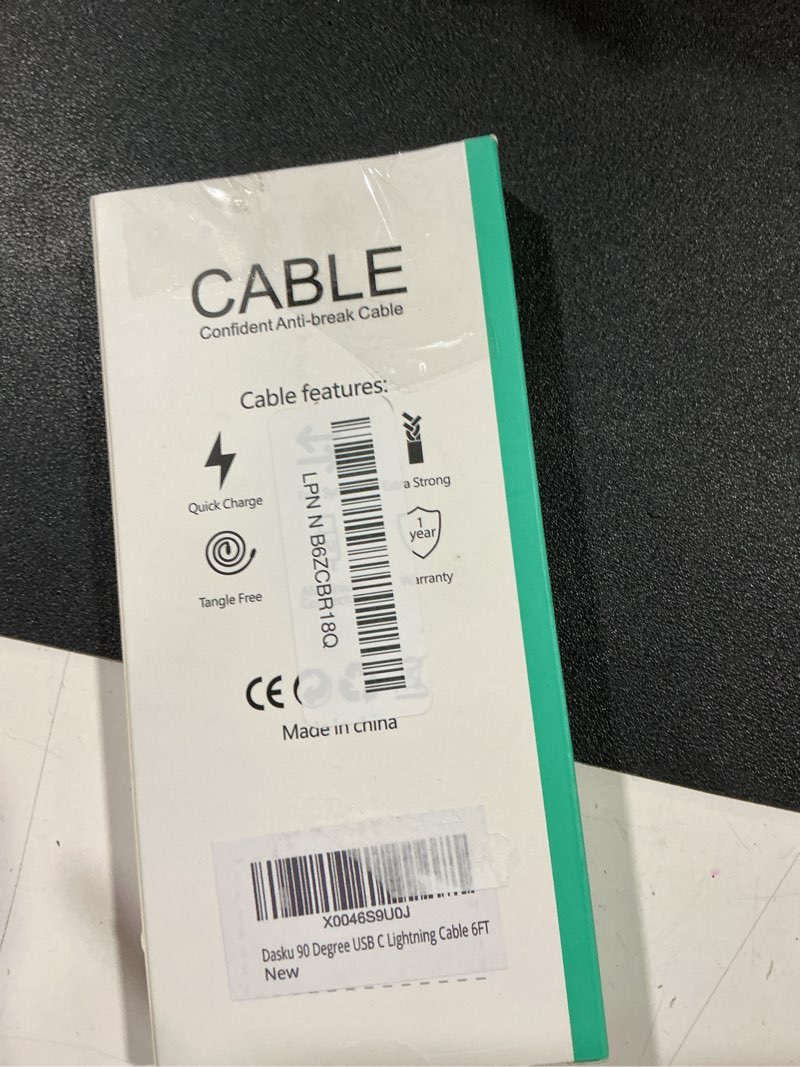 CABLE
Confident Anti-break Cable
Cable features:
Quick Charge
a Strong
Tangle Free
1
year
arranty
LPN N B6ZCBR18Q
CE
Made in china
X0046S9U0J
Dasku 90 Degree USB C Lightning Cable 6FT
New